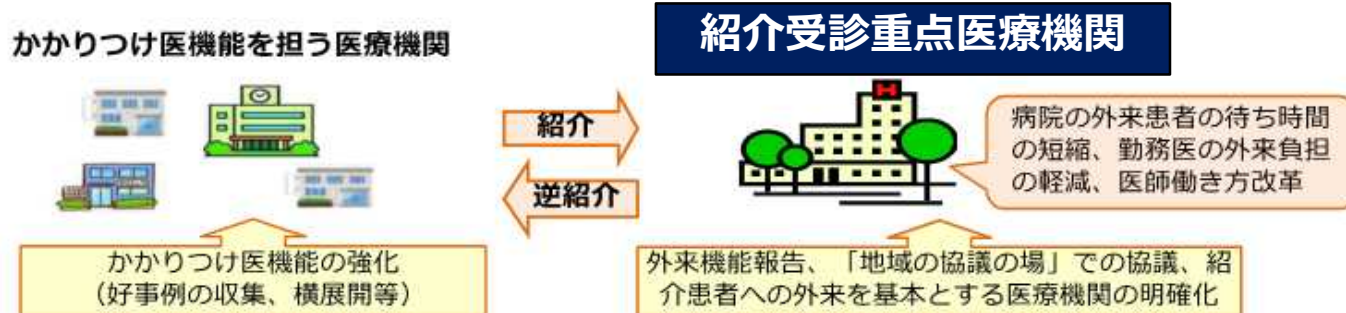 かかりつけ医機能を担う医療機関
紹介受診重点医療機関
H
紹介
逆紹介
病院の外来患者の待ち時間
の短縮、勤務医の外来負担
の軽減、医師働き方改革
かかりつけ医機能の強化
（好事例の収集、横展開等）
外来機能報告、「地域の協議の場」での協議、紹
介患者への外来を基本とする医療機関の明確化